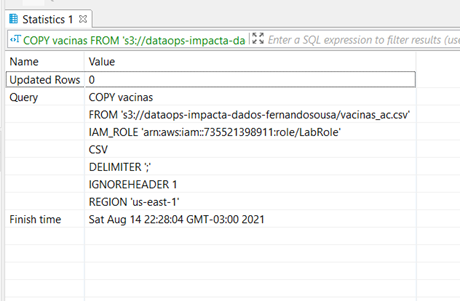 Statistics 1
COPY vacinas FROM 's3://dataops-impacta-da
Enter a SQL expression to filter results (use
Name Value
Updated Rows 0
Query COPY vacinas
FROM 's3://dataops-impacta-dados-fernandosousa/vacinas_ac.csv'
IAM_ROLE 'arn:aws:iam::735521398911:role/LabRole'
CSV
DELIMITER ';'
IGNOREHEADER 1
REGION 'us-east-1'
Finish time Sat Aug 14 22:28:04 GMT-03:00 2021